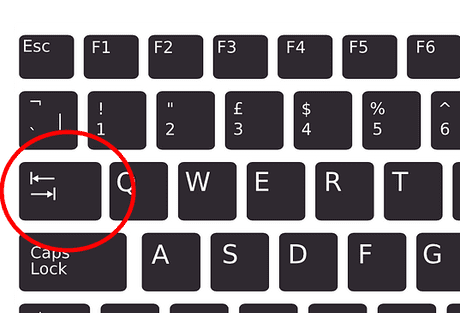 Esc F1 F2 F3 F4 F5 F6
¬ ! " £ $ % ^
` | 1 2 3 4 5 6
Q W E R T
Caps
Lock A S D F G